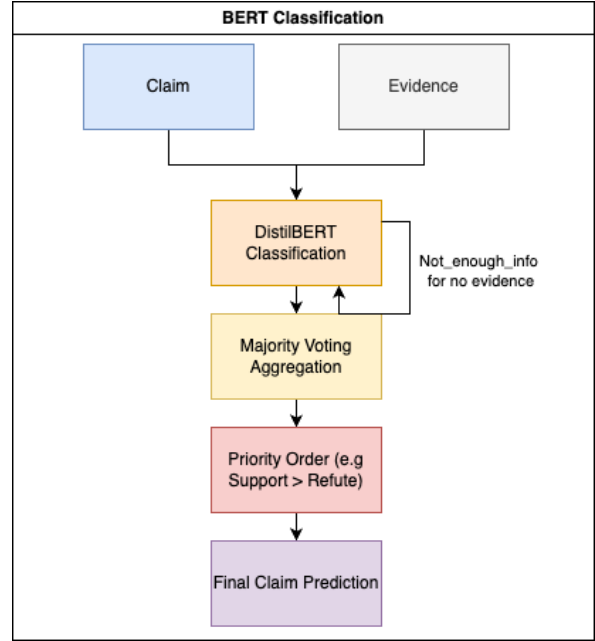 BERT Classification
Claim
Evidence
DistilBERT
Classification
Not_enough_info
for no evidence
Majority Voting
Aggregation
Priority Order (e.g
Support > Refute)
Final Claim Prediction